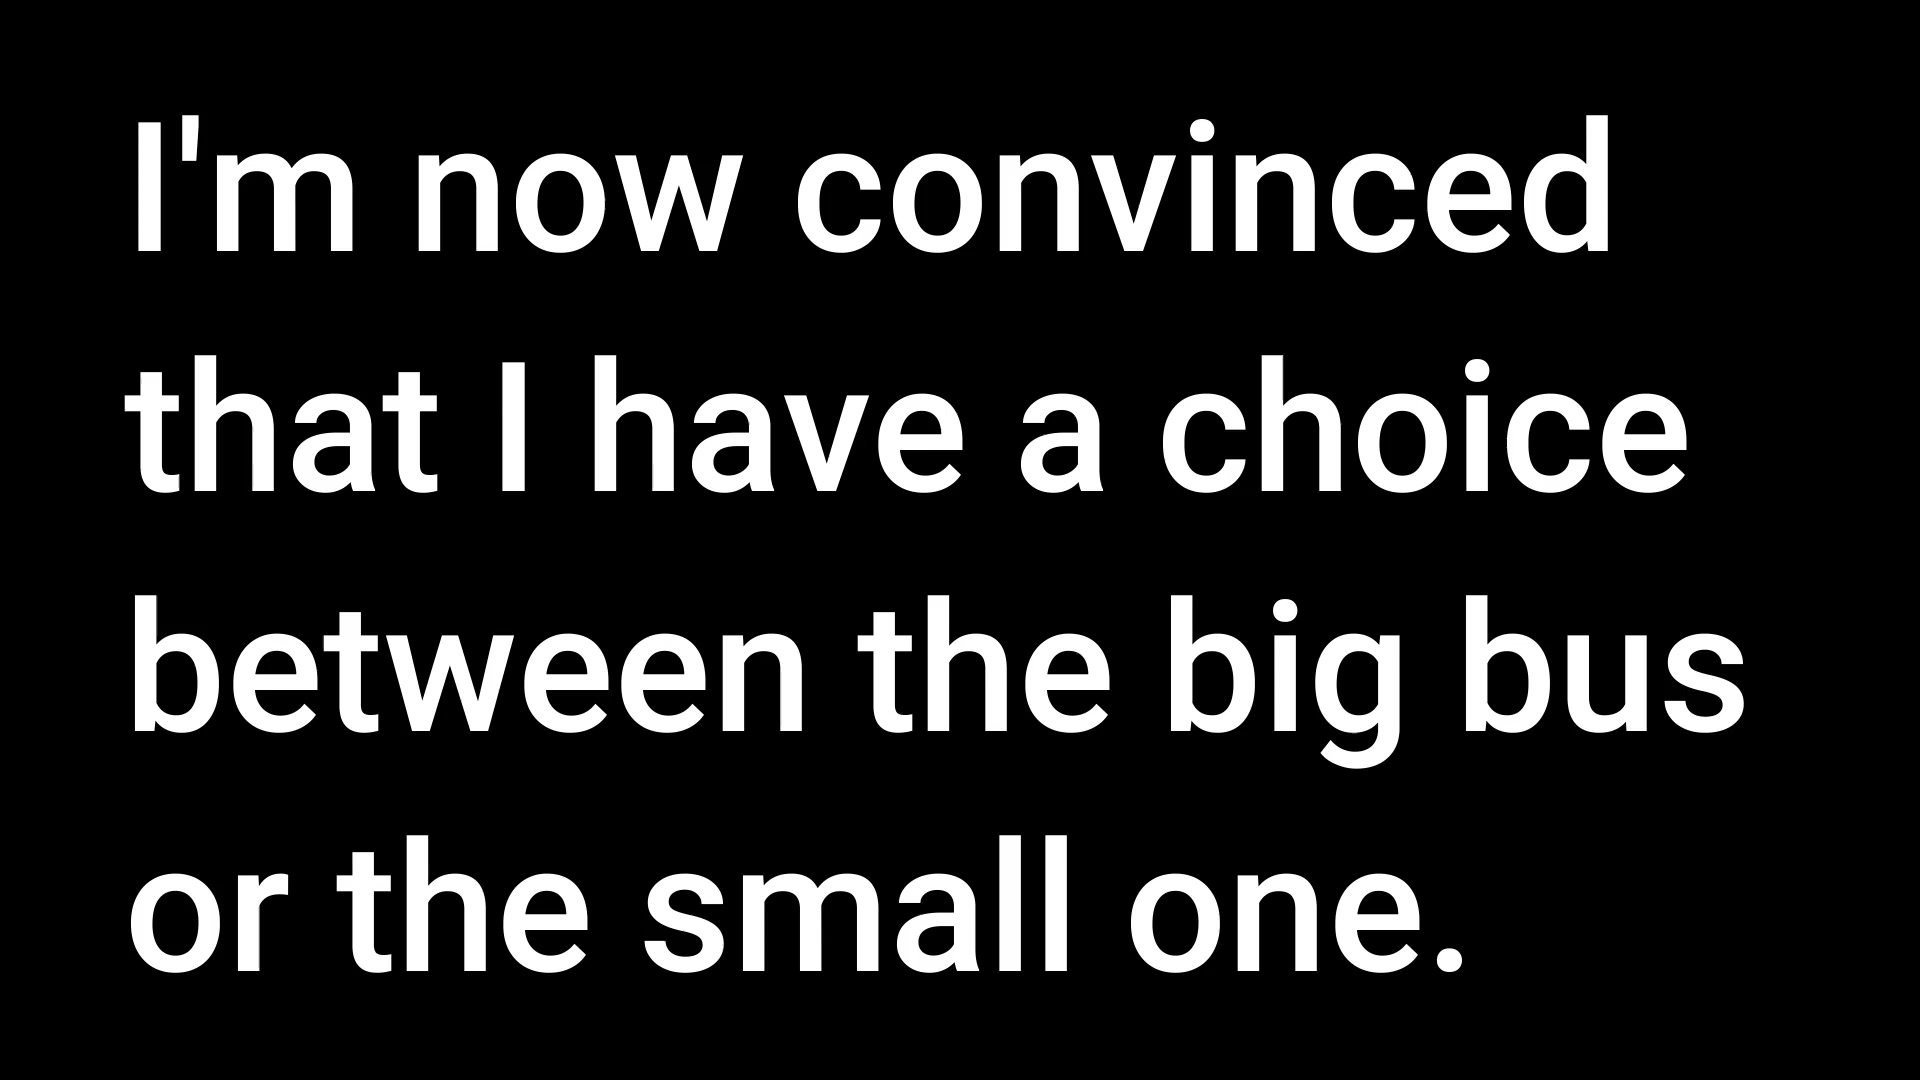 I'm now convinced
that I have a choice
between the big bus
or the small one.